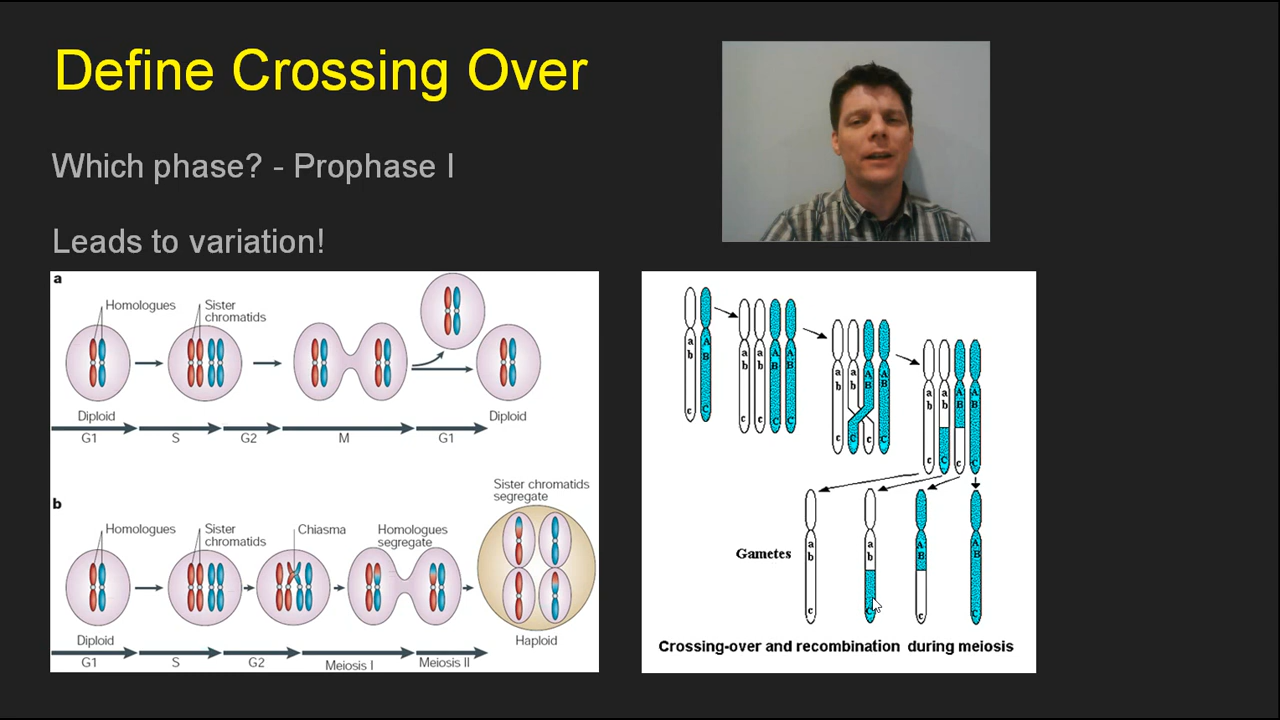 Define Crossing Over
Which phase? - Prophase I
Leads to variation!
a
Homologues
Sister
chromatids
Diploid
Diploid
G1
S
G2
M
G1
b
Homologues
Sister
chromatids
Chiasma
Homologues
segregate
Sister chromatids
segregate
Diploid
Haploid
G1
S
G2
Meiosis I
Meiosis II
a
b
c
A
B
C
a
b
c
a
b
c
A
B
C
A
B
C
a
b
c
a
b
C
A
B
c
A
B
C
a
b
c
a
b
C
A
B
c
A
B
C
Gametes
a
b
c
a
b
C
A
B
c
A
B
C
Crossing-over and recombination during meiosis